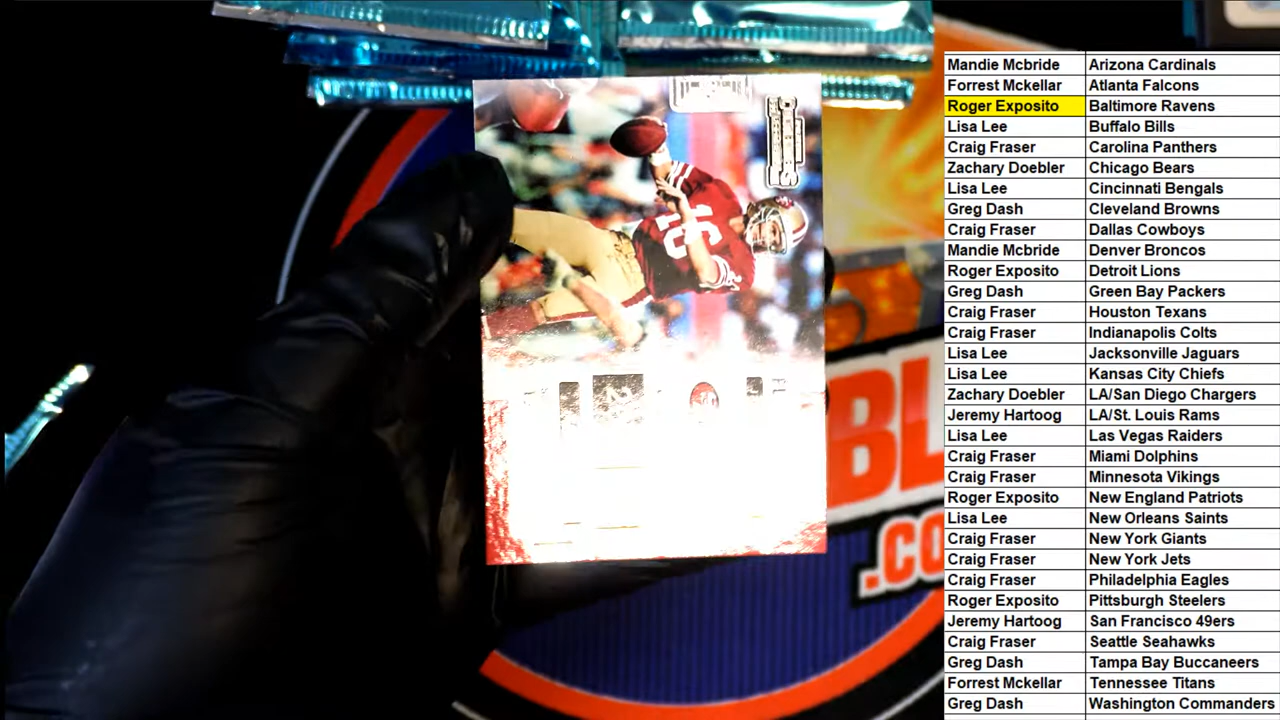 Mandie Mcbride Arizona Cardinals
Forrest Mckellar Atlanta Falcons
Roger Exposito Baltimore Ravens
Lisa Lee Buffalo Bills
Craig Fraser Carolina Panthers
Zachary Doebler Chicago Bears
Lisa Lee Cincinnati Bengals
Greg Dash Cleveland Browns
Craig Fraser Dallas Cowboys
Mandie Mcbride Denver Broncos
Roger Exposito Detroit Lions
Greg Dash Green Bay Packers
Craig Fraser Houston Texans
Craig Fraser Indianapolis Colts
Lisa Lee Jacksonville Jaguars
Lisa Lee Kansas City Chiefs
Zachary Doebler LA/San Diego Chargers
Jeremy Hartoog LA/St. Louis Rams
Lisa Lee Las Vegas Raiders
Craig Fraser Miami Dolphins
Craig Fraser Minnesota Vikings
Roger Exposito New England Patriots
Lisa Lee New Orleans Saints
Craig Fraser New York Giants
Craig Fraser New York Jets
Craig Fraser Philadelphia Eagles
Roger Exposito Pittsburgh Steelers
Jeremy Hartoog San Francisco 49ers
Craig Fraser Seattle Seahawks
Greg Dash Tampa Bay Buccaneers
Forrest Mckellar Tennessee Titans
Greg Dash Washington Commanders
16
BL
.CO